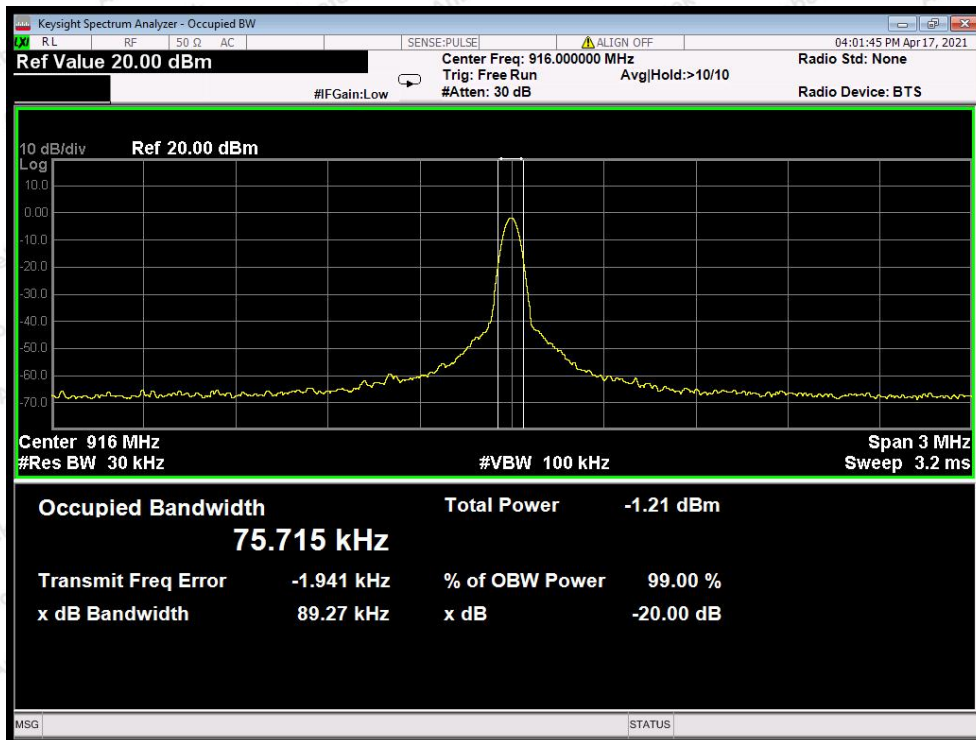 Keysight Spectrum Analyzer - Occupied BW
LXI RL RF 50 Ω AC SENSE:PULSE ALIGN OFF 04:01:45 PM Apr 17, 2021
Ref Value 20.00 dBm
Center Freq: 916.000000 MHz
Radio Std: None
Trig: Free Run Avg|Hold:>10/10
#IFGain:Low #Atten: 30 dB Radio Device: BTS
10 dB/div Ref 20.00 dBm
Log
10.0
0.00
-10.0
-20.0
-30.0
-40.0
-50.0
-60.0
-70.0
Center 916 MHz Span 3 MHz
#Res BW 30 kHz #VBW 100 kHz Sweep 3.2 ms
Occupied Bandwidth Total Power -1.21 dBm
75.715 kHz
Transmit Freq Error -1.941 kHz % of OBW Power 99.00 %
x dB Bandwidth 89.27 kHz x dB -20.00 dB
MSG STATUS